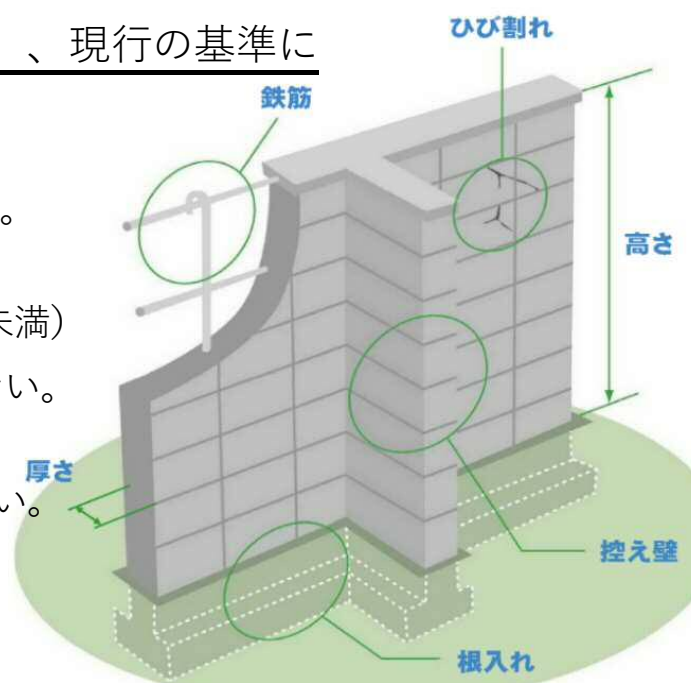 、現行の基準に
ひび割れ
鉄筋
。
高さ
未満）
い。
厚さ
い。
控え壁
根入れ